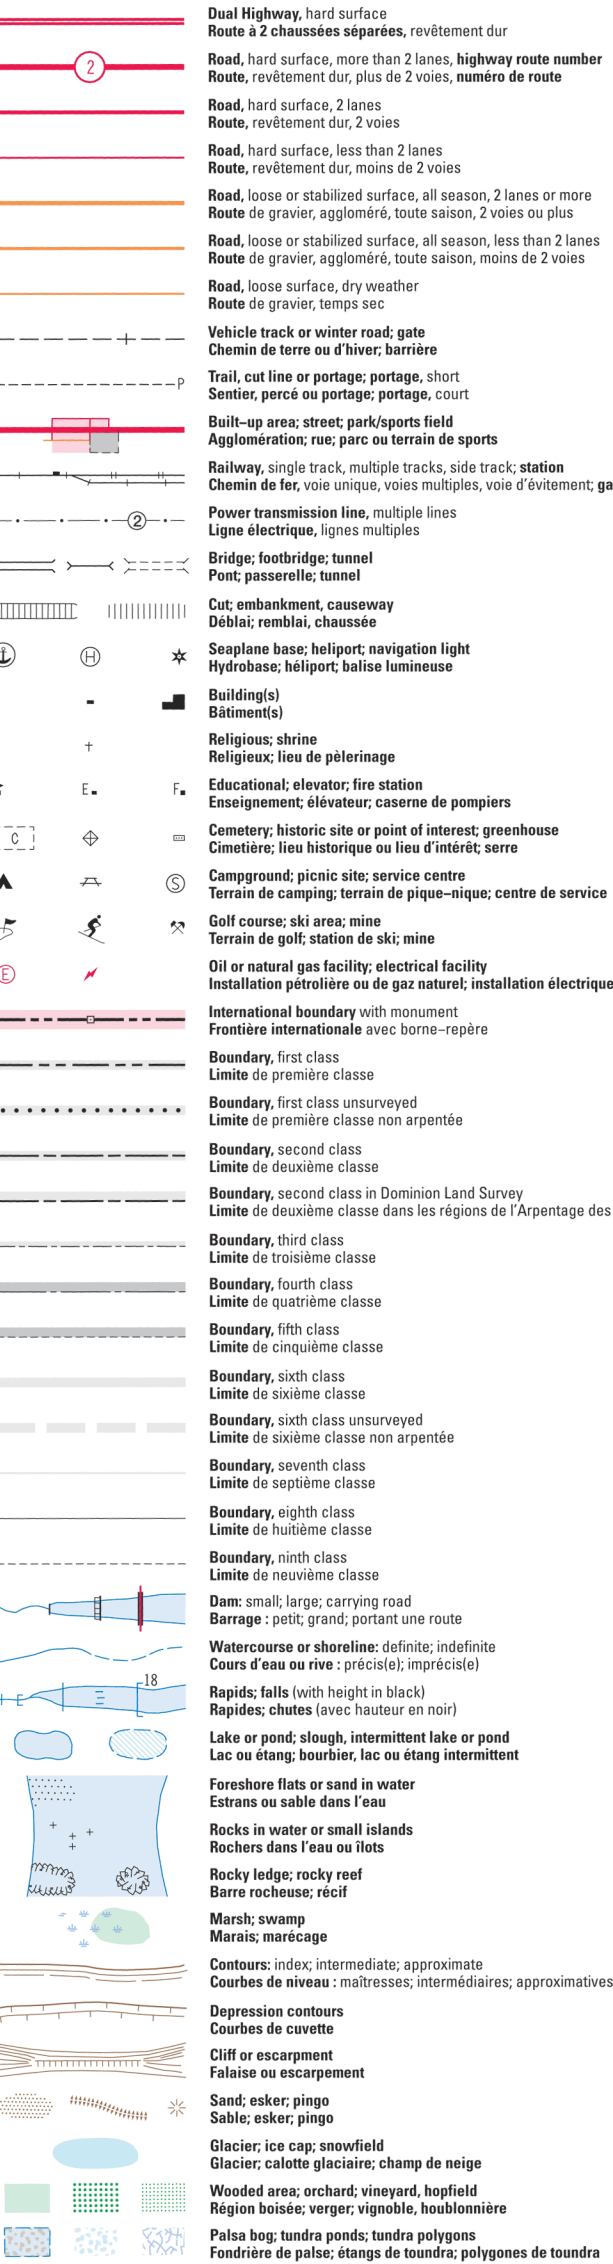 Dual Highway, hard surface
Route à 2 chaussées séparées, revêtement dur
2
Road, hard surface, more than 2 lanes, highway route number
Route, revêtement dur, plus de 2 voies, numéro de route
Road, hard surface, 2 lanes
Route, revêtement dur, 2 voies
Road, hard surface, less than 2 lanes
Route, revêtement dur, moins de 2 voies
Road, loose or stabilized surface, all season, 2 lanes or more
Route de gravier, aggloméré, toute saison, 2 voies ou plus
Road, loose or stabilized surface, all season, less than 2 lanes
Route de gravier, aggloméré, toute saison, moins de 2 voies
Road, loose surface, dry weather
Route de gravier, temps sec
Vehicle track or winter road; gate
Chemin de terre ou d'hiver; barrière
P
Trail, cut line or portage; portage, short
Sentier, percé ou portage; portage, court
Built–up area; street; park/sports field
Agglomération; rue; parc ou terrain de sports
Railway, single track, multiple tracks, side track; station
Chemin de fer, voie unique, voies multiples, voie d'évitement; ga
2
Power transmission line, multiple lines
Ligne électrique, lignes multiples
Bridge; footbridge; tunnel
Pont; passerelle; tunnel
Cut; embankment, causeway
Déblai; remblai, chaussée
H
Seaplane base; heliport; navigation light
Hydrobase; héliport; balise lumineuse
Building(s)
Bâtiment(s)
Religious; shrine
Religieux; lieu de pèlerinage
E F
Educational; elevator; fire station
Enseignement; élévateur; caserne de pompiers
C
Cemetery; historic site or point of interest; greenhouse
Cimetière; lieu historique ou lieu d'intérêt; serre
S
Campground; picnic site; service centre
Terrain de camping; terrain de pique–nique; centre de service
Golf course; ski area; mine
Terrain de golf; station de ski; mine
E
Oil or natural gas facility; electrical facility
Installation pétrolière ou de gaz naturel; installation électrique
International boundary with monument
Frontière internationale avec borne–repère
Boundary, first class
Limite de première classe
Boundary, first class unsurveyed
Limite de première classe non arpentée
Boundary, second class
Limite de deuxième classe
Boundary, second class in Dominion Land Survey
Limite de deuxième classe dans les régions de l'Arpentage des
Boundary, third class
Limite de troisième classe
Boundary, fourth class
Limite de quatrième classe
Boundary, fifth class
Limite de cinquième classe
Boundary, sixth class
Limite de sixième classe
Boundary, sixth class unsurveyed
Limite de sixième classe non arpentée
Boundary, seventh class
Limite de septième classe
Boundary, eighth class
Limite de huitième classe
Boundary, ninth class
Limite de neuvième classe
Dam: small; large; carrying road
Barrage : petit; grand; portant une route
Watercourse or shoreline: definite; indefinite
Cours d'eau ou rive : précis(e); imprécis(e)
18
Rapids; falls (with height in black)
Rapides; chutes (avec hauteur en noir)
Lake or pond; slough, intermittent lake or pond
Lac ou étang; bourbier, lac ou étang intermittent
Foreshore flats or sand in water
Estrans ou sable dans l'eau
Rocks in water or small islands
Rochers dans l'eau ou îlots
Rocky ledge; rocky reef
Barre rocheuse; récif
Marsh; swamp
Marais; marécage
Contours: index; intermediate; approximate
Courbes de niveau : maîtresses; intermédiaires; approximatives
Depression contours
Courbes de cuvette
Cliff or escarpment
Falaise ou escarpement
Sand; esker; pingo
Sable; esker; pingo
Glacier; ice cap; snowfield
Glacier; calotte glaciaire; champ de neige
Wooded area; orchard; vineyard, hopfield
Région boisée; verger; vignoble, houblonnière
Palsa bog; tundra ponds; tundra polygons
Fondrière de palse; étangs de toundra; polygones de toundra